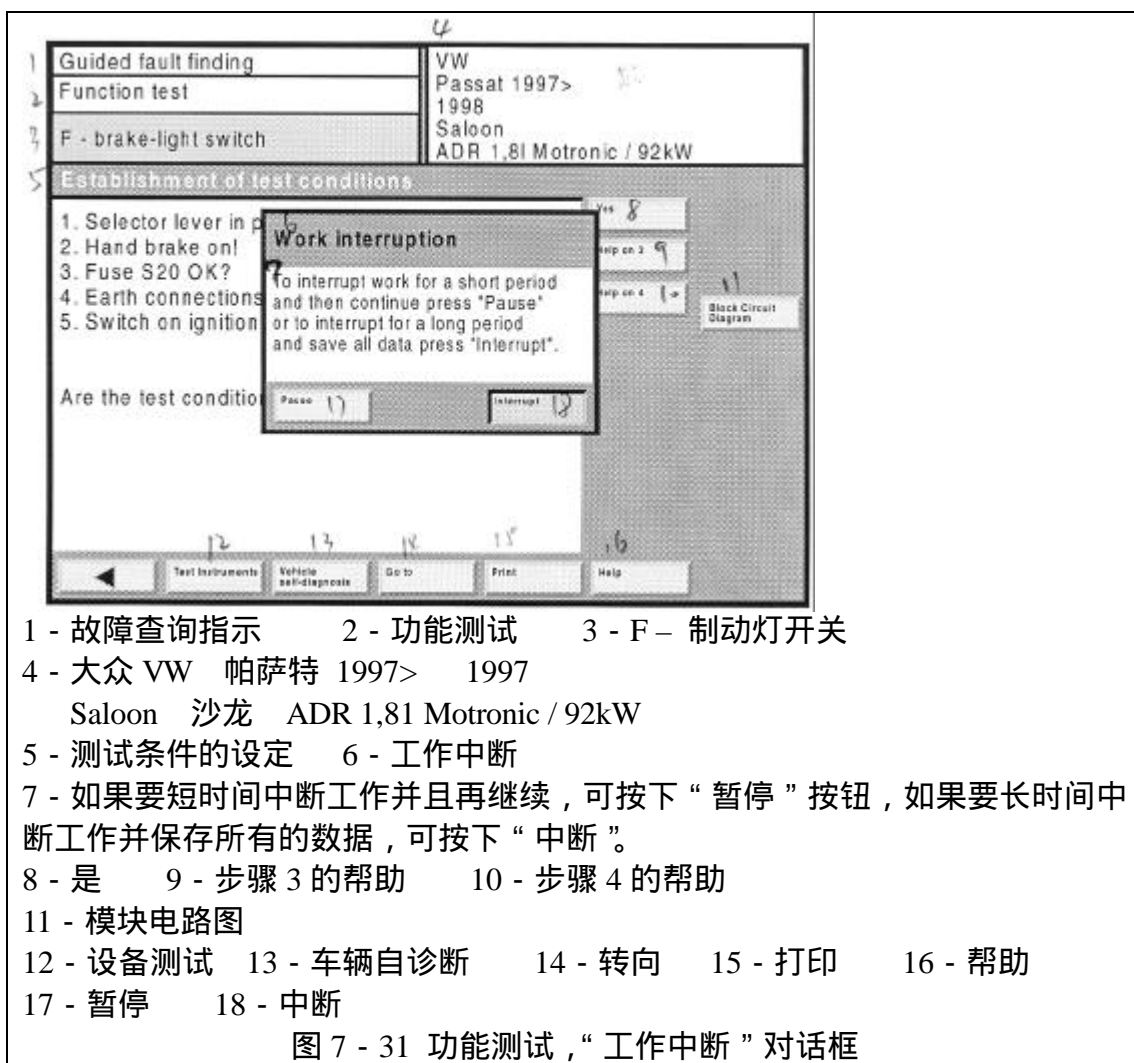 4
1 Guided fault finding
2 Function test
3 F - brake-light switch
VW
Passat 1997>
1998
Saloon
ADR 1,8l Motronic / 92kW
5 Establishment of test conditions
1. Selector lever in p
2. Hand brake on!
3. Fuse S20 OK?
4. Earth connections
5. Switch on ignition
Are the test conditio
6
Work interruption
7
To interrupt work for a short period
and then continue press "Pause"
or to interrupt for a long period
and save all data press "Interrupt".
Pause 17
Interrupt 18
Yes 8
Help on 3 9
Help on 4 10
11
Block Circuit
Diagram
12 13 14 15 16
Test Instruments
Vehicle
self-diagnosis
Go to
Print
Help
1 - 故障查询指示 2 - 功能测试 3 - F – 制动灯开关
4 - 大众 VW 帕萨特 1997> 1997
Saloon 沙龙 ADR 1,81 Motronic / 92kW
5 - 测试条件的设定 6 - 工作中断
7 - 如果要短时间中断工作并且再继续，可按下“暂停”按钮，如果要长时间中
断工作并保存所有的数据，可按下“中断”。
8 - 是 9 - 步骤 3 的帮助 10 - 步骤 4 的帮助
11 - 模块电路图
12 - 设备测试 13 - 车辆自诊断 14 - 转向 15 - 打印 16 - 帮助
17 - 暂停 18 - 中断
图 7 - 31 功能测试，“工作中断”对话框